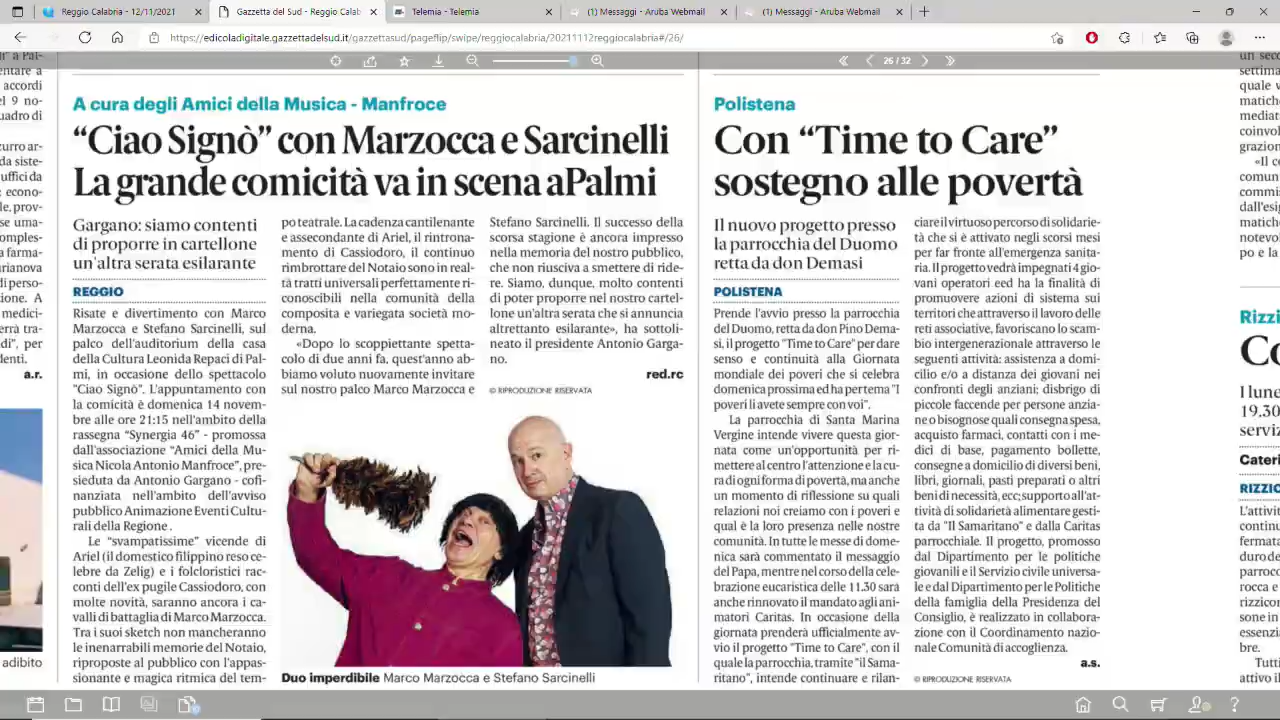 Reggio Calabria - 12/11/2021
Gazzetta del Sud - Reggio Calab
Telemia - Telemia
(1) Messaggi - Aruba Webmail
(1) Messaggi - Aruba Webmail
https://edicoladigitale.gazzettadelsud.it/gazzettasud/pageflip/swipe/reggiocalabria/20211112reggiocalabria#/26/
26 / 32
A cura degli Amici della Musica - Manfroce
“Ciao Signò” con Marzocca e Sarcinelli
La grande comicità va in scena aPalmi
Gargano: siamo contenti
di proporre in cartellone
un'altra serata esilarante
REGGIO
Risate e divertimento con Marco
Marzocca e Stefano Sarcinelli, sul
palco dell'auditorium della casa
della Cultura Leonida Repaci di Pal-
mi, in occasione dello spettacolo
"Ciao Signò". L'appuntamento con
la comicità è domenica 14 novem-
bre alle ore 21:15 nell'ambito della
rassegna “Synergia 46” - promossa
dall'associazione “Amici della Mu-
sica Nicola Antonio Manfroce”, pre-
sieduta da Antonio Gargano - cofi-
nanziata nell'ambito dell'avviso
pubblico Animazione Eventi Cultu-
rali della Regione .
Le “svampatissime” vicende di
Ariel (il domestico filippino reso ce-
lebre da Zelig) e i folcloristici rac-
conti dell'ex pugile Cassiodoro, con
molte novità, saranno ancora i ca-
valli di battaglia di Marco Marzocca.
Tra i suoi sketch non mancheranno
le inenarrabili memorie del Notaio,
riproposte al pubblico con l'appas-
sionante e magica ritmica del tem-
po teatrale. La cadenza cantilenante
e assecondante di Ariel, il rintrona-
mento di Cassiodoro, il continuo
rimbrottare del Notaio sono in real-
tà tratti universali perfettamente ri-
conoscibili nella comunità della
composita e variegata società mo-
derna.
«Dopo lo scoppiettante spetta-
colo di due anni fa, quest'anno ab-
biamo voluto nuovamente invitare
sul nostro palco Marco Marzocca e
Stefano Sarcinelli. Il successo della
scorsa stagione è ancora impresso
nella memoria del nostro pubblico,
che non riusciva a smettere di ride-
re. Siamo, dunque, molto contenti
di poter proporre nel nostro cartel-
lone un'altra serata che si annuncia
altrettanto esilarante», ha sottoli-
neato il presidente Antonio Garga-
no.
red.rc
© RIPRODUZIONE RISERVATA
Duo imperdibile Marco Marzocca e Stefano Sarcinelli
Polistena
Con “Time to Care”
sostegno alle povertà
Il nuovo progetto presso
la parrocchia del Duomo
retta da don Demasi
POLISTENA
Prende l'avvio presso la parrocchia
del Duomo, retta da don Pino Dema-
si, il progetto "Time to Care" per dare
senso e continuità alla Giornata
mondiale dei poveri che si celebra
domenica prossima ed ha per tema "I
poveri li avete sempre con voi".
La parrocchia di Santa Marina
Vergine intende vivere questa gior-
nata come un'opportunità per ri-
mettere al centro l'attenzione e la cu-
ra di ogni forma di povertà, ma anche
un momento di riflessione su quali
relazioni noi creiamo con i poveri e
qual è la loro presenza nelle nostre
comunità. In tutte le messe di dome-
nica sarà commentato il messaggio
del Papa, mentre nel corso della cele-
brazione eucaristica delle 11.30 sarà
anche rinnovato il mandato agli ani-
matori Caritas. In occasione della
giornata prenderà ufficialmente av-
vio il progetto "Time to Care", con il
quale la parrocchia, tramite "il Sama-
ritano", intende continuare e rilan-
ciare il virtuoso percorso di solidarie-
tà che si è attivato negli scorsi mesi
per far fronte all'emergenza sanita-
ria. Il progetto vedrà impegnati 4 gio-
vani operatori eed ha la finalità di
promuovere azioni di sistema sui
territori che attraverso il lavoro delle
reti associative, favoriscano lo scam-
bio intergenerazionale attraverso le
seguenti attività: assistenza a domi-
cilio e/o a distanza dei giovani nei
confronti degli anziani; disbrigo di
piccole faccende per persone anzia-
ne o bisognose quali consegna spesa,
acquisto farmaci, contatti con i me-
dici di base, pagamento bollette,
consegne a domicilio di diversi beni,
libri, giornali, pasti preparati o altri
beni di necessità, ecc; supporto all'at-
tività di solidarietà alimentare gesti-
ta da "Il Samaritano" e dalla Caritas
parrocchiale. Il progetto, promosso
dal Dipartimento per le politiche
giovanili e il Servizio civile universa-
le e dal Dipartimento per le Politiche
della famiglia della Presidenza del
Consiglio, è realizzato in collabora-
zione con il Coordinamento nazio-
nale Comunità di accoglienza.
a.s.
© RIPRODUZIONE RISERVATA
a.r.
adibito
Rizzi
I lune
19.30
serviz
Cateri
RIZZIC